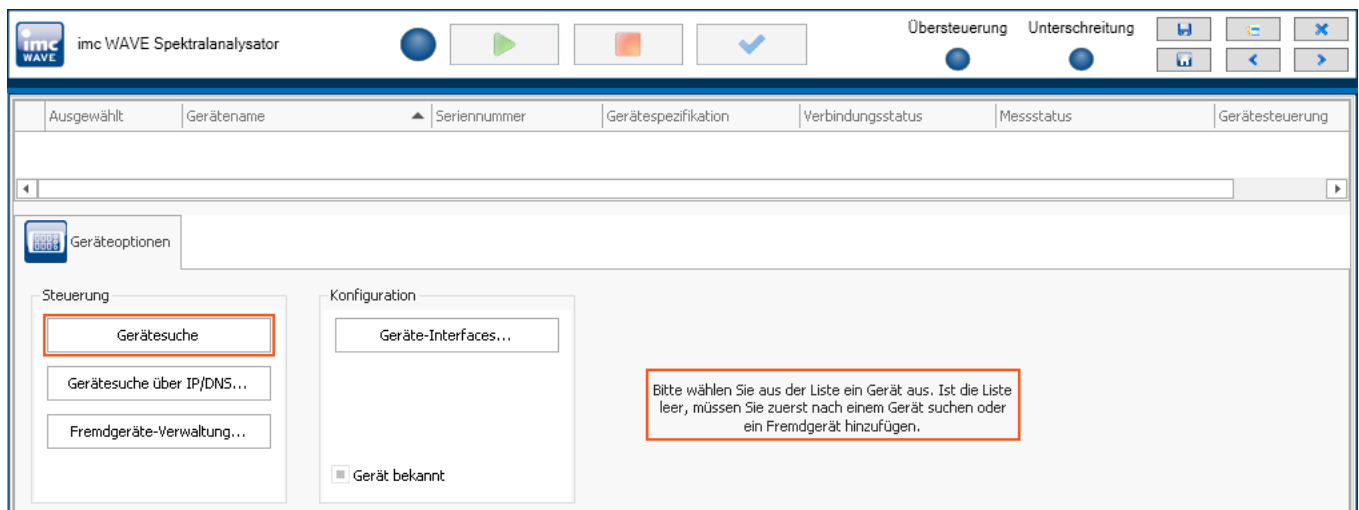 imc
WAVE
imc WAVE Spektralanalysator
Übersteuerung
Unterschreitung
Ausgewählt
Gerätename
Seriennummer
Gerätespezifikation
Verbindungsstatus
Messstatus
Gerätesteuerung
Geräteoptionen
Steuerung
Gerätesuche
Gerätesuche über IP/DNS...
Fremdgeräte-Verwaltung...
Konfiguration
Geräte-Interfaces...
Gerät bekannt
Bitte wählen Sie aus der Liste ein Gerät aus. Ist die Liste
leer, müssen Sie zuerst nach einem Gerät suchen oder
ein Fremdgerät hinzufügen.